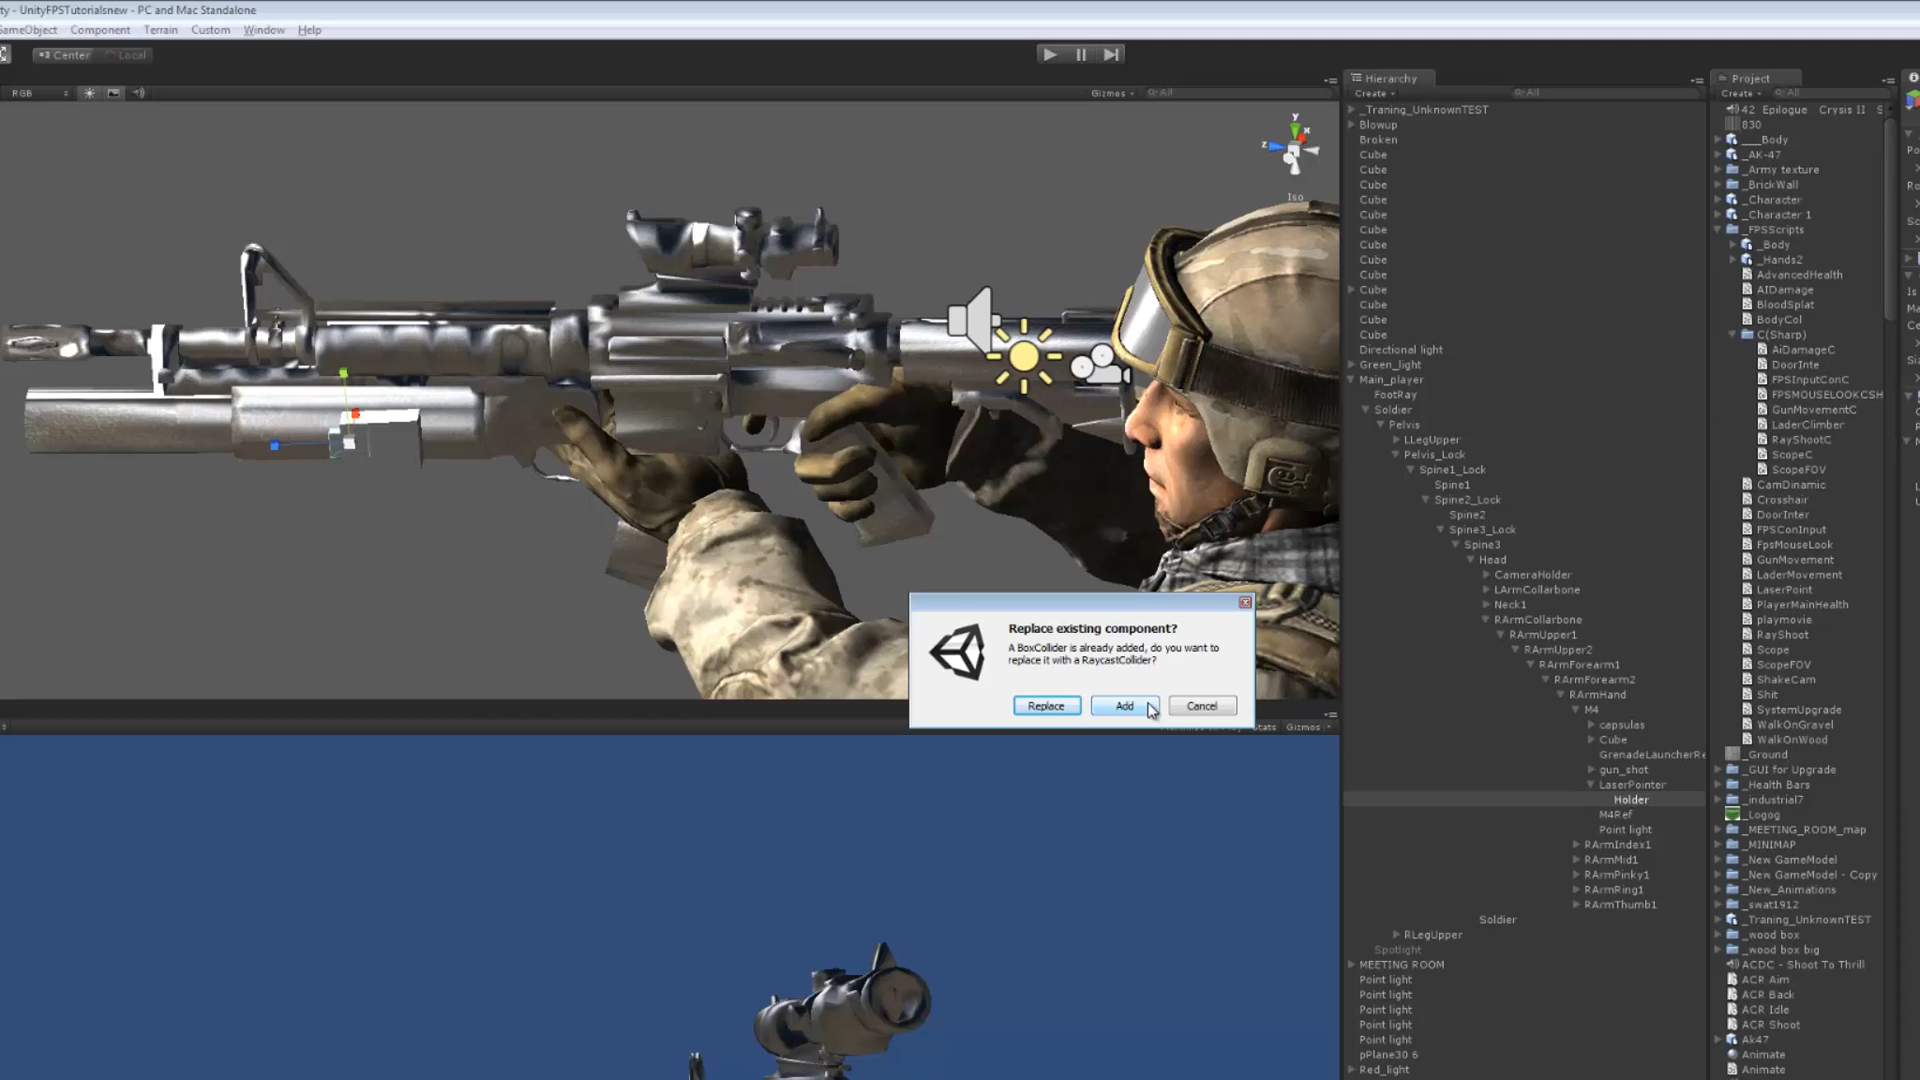 ty - UnityFPSTutorialsnew - PC and Mac Standalone
GameObject Component Terrain Custom Window Help
Center Local
RGB
Gizmos All
y
x
z
Iso
Hierarchy
Create All
_Traning_UnknownTEST
Blowup
Broken
Cube
Cube
Cube
Cube
Cube
Cube
Cube
Cube
Cube
Cube
Cube
Cube
Cube
Directional light
Green_light
Main_player
FootRay
Soldier
Pelvis
LLegUpper
Pelvis_Lock
Spine1_Lock
Spine1
Spine2_Lock
Spine2
Spine3_Lock
Spine3
Head
CameraHolder
LArmCollarbone
Neck1
RArmCollarbone
RArmUpper1
RArmUpper2
RArmForearm1
RArmForearm2
RArmHand
M4
capsulas
Cube
GrenadeLauncherRe
gun_shot
LaserPointer
Holder
M4Ref
Point light
RArmIndex1
RArmMid1
RArmPinky1
RArmRing1
RArmThumb1
Soldier
RLegUpper
Spotlight
MEETING ROOM
Point light
Point light
Point light
Point light
Point light
pPlane30 6
Red_light
Project
Create All
42 Epilogue Crysis II S
830
___Body
_AK-47
_Army texture
_BrickWall
_Character
_Character 1
_FPSScripts
_Body
_Hands2
AdvancedHealth
AIDamage
BloodSplat
BodyCol
C(Sharp)
AiDamageC
DoorInte
FPSInputConC
FPSMOUSELOOKCSH
GunMovementC
LaderClimber
RayShootC
ScopeC
ScopeFOV
CamDinamic
Crosshair
DoorInter
FPSConInput
FpsMouseLook
GunMovement
LaderMovement
LaserPoint
PlayerMainHealth
playmovie
RayShoot
Scope
ScopeFOV
ShakeCam
Shit
SystemUpgrade
WalkOnGravel
WalkOnWood
_Ground
_GUI for Upgrade
_Health Bars
_industrial7
_Logog
_MEETING_ROOM_map
_MINIMAP
_New GameModel
_New GameModel - Copy
_New_Animations
_swat1912
_Traning_UnknownTEST
_wood box
_wood box big
ACDC - Shoot To Thrill
ACR Aim
ACR Back
ACR Idle
ACR Shoot
Ak47
Animate
Animate
Replace existing component?
A BoxCollider is already added, do you want to
replace it with a RaycastCollider?
Replace Add Cancel
Stats Gizmos